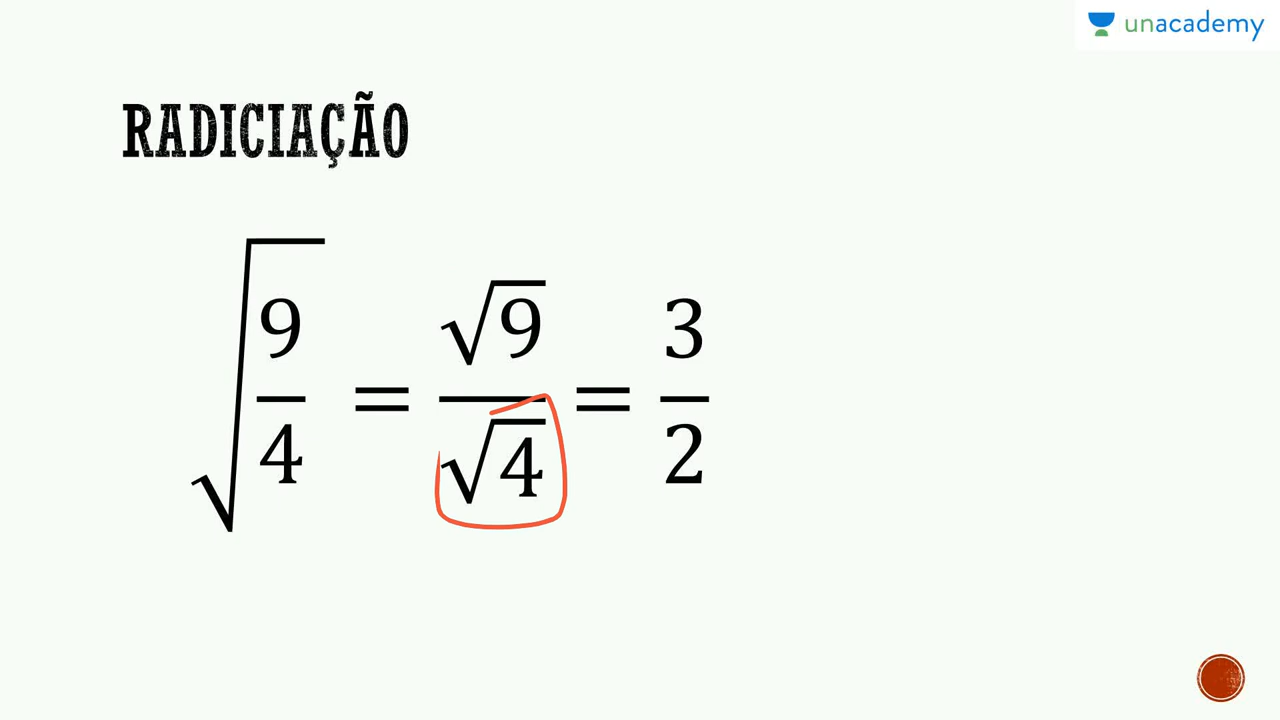 unacademy
RADICIAÇÃO
√(9/4) = √9/√4 = 3/2